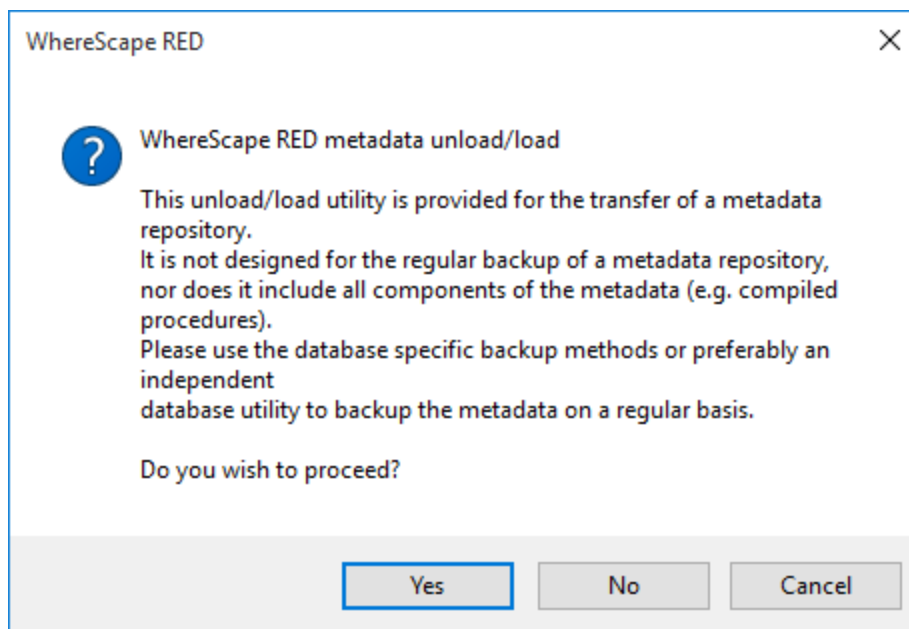 WhereScape RED
WhereScape RED metadata unload/load
This unload/load utility is provided for the transfer of a metadata
repository.
It is not designed for the regular backup of a metadata repository,
nor does it include all components of the metadata (e.g. compiled
procedures).
Please use the database specific backup methods or preferably an
independent
database utility to backup the metadata on a regular basis.
Do you wish to proceed?
Yes
No
Cancel